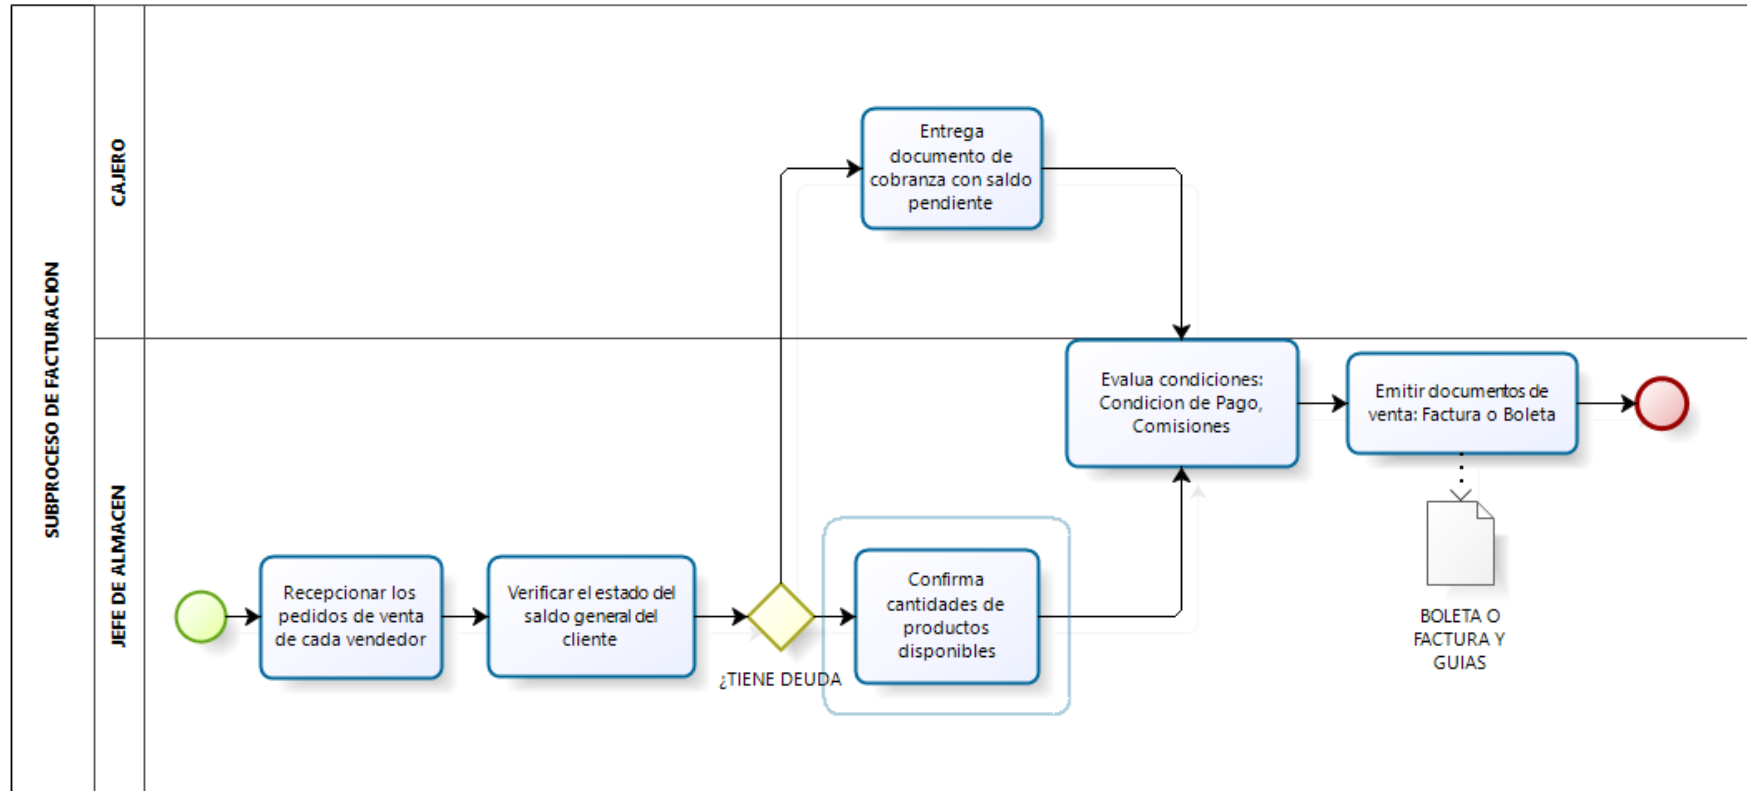 SUBPROCESO DE FACTURACION
CAJERO
Entrega
documento de
cobranza con saldo
pendiente
JEFE DE ALMACEN
Recepcionar los
pedidos de venta
de cada vendedor
Verificar el estado del
saldo general del
cliente
¿TIENE DEUDA
Confirma
cantidades de
productos
disponibles
Evalua condiciones:
Condicion de Pago,
Comisiones
Emitir documentos de
venta: Factura o Boleta
BOLETA O
FACTURA Y
GUIAS